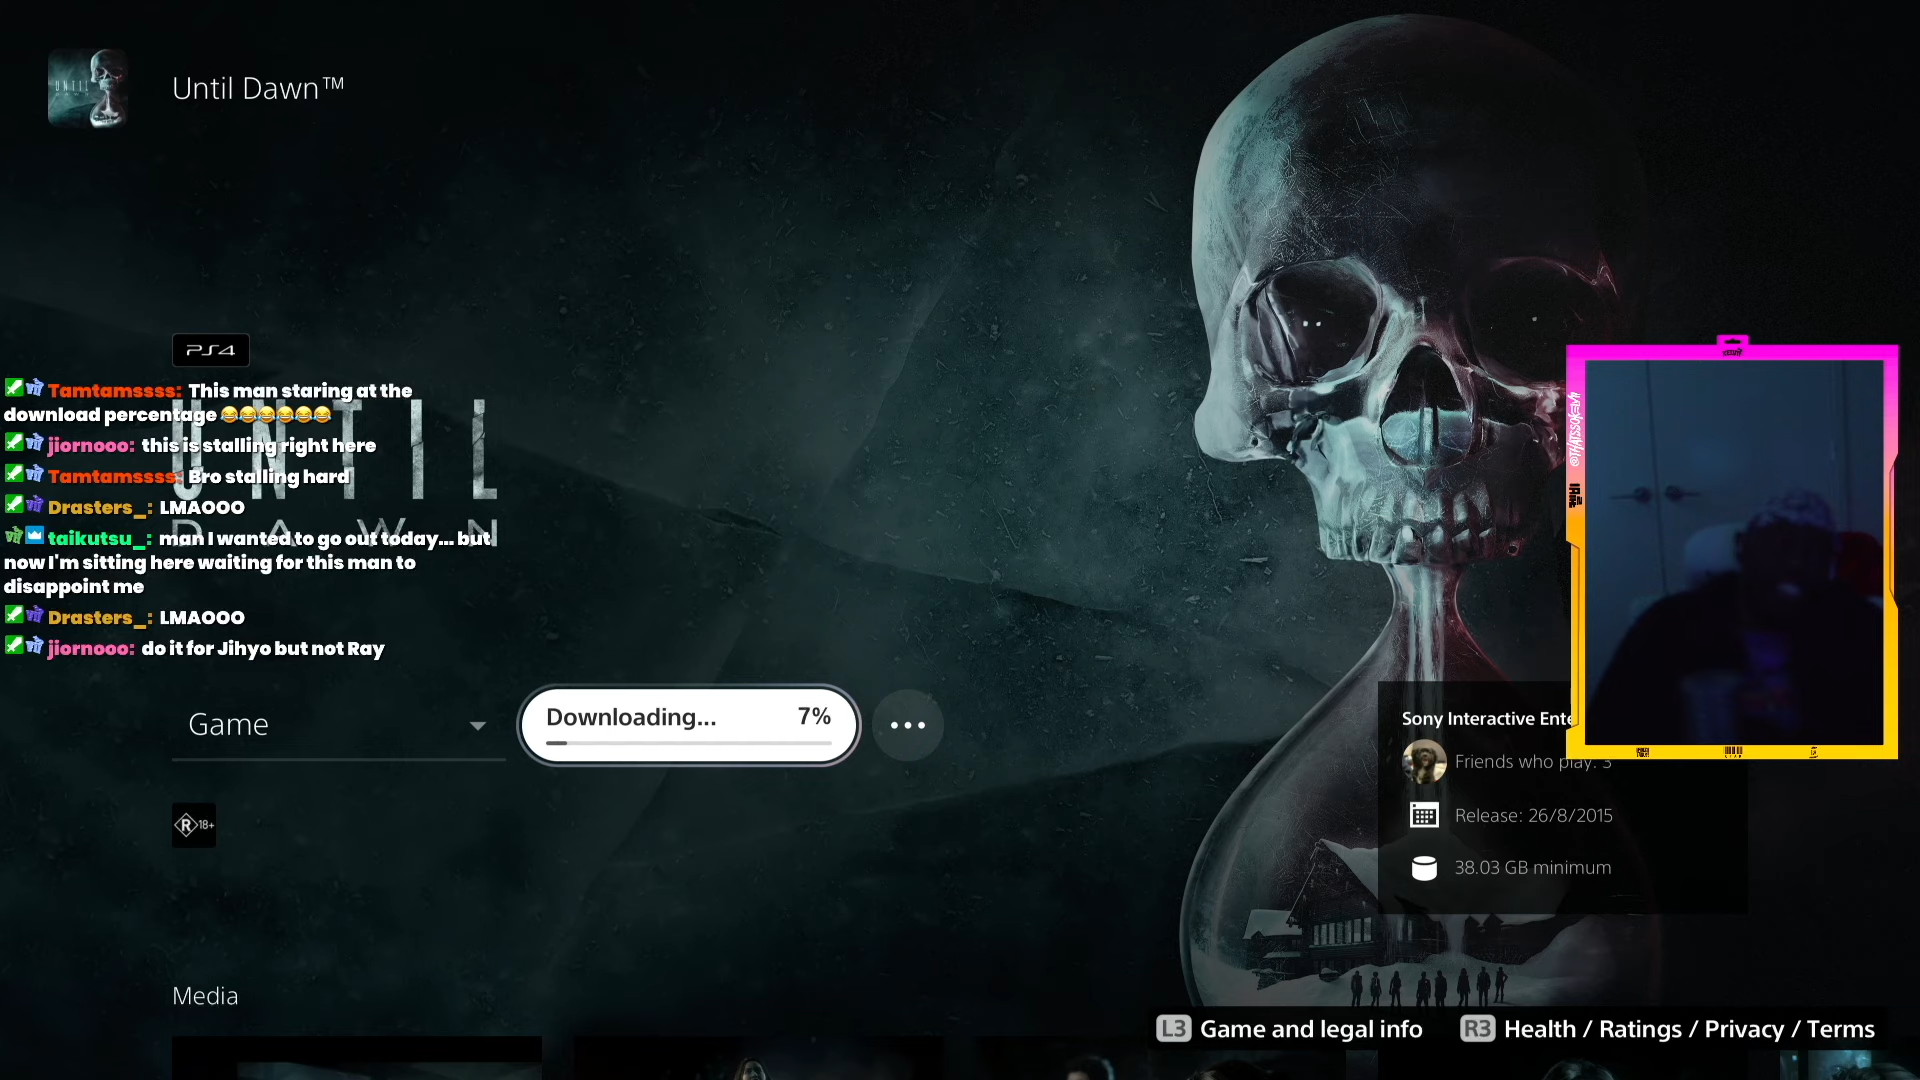 UNTIL
Until Dawn™
PS4
Tamtamssss: This man staring at the
download percentage 😂😂😂😂😂😂
jiornooo: this is stalling right here
Tamtamssss: Bro stalling hard
Drasters_: LMAOOO
taikutsu_: man I wanted to go out today... but
now I'm sitting here waiting for this man to
disappoint me
Drasters_: LMAOOO
jiornooo: do it for Jihyo but not Ray
UNTIL
DAWN
@THATSSOKELVII
Game
Downloading... 7%
...
R 18+
Sony Interactive Ente
Friends who play: 3
Release: 26/8/2015
38.03 GB minimum
Media
L3 Game and legal info
R3 Health / Ratings / Privacy / Terms